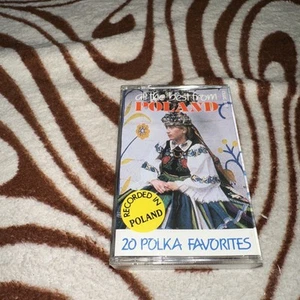 all the best from
POLAND
RECORDED IN
POLAND
20 POLKA FAVORITES